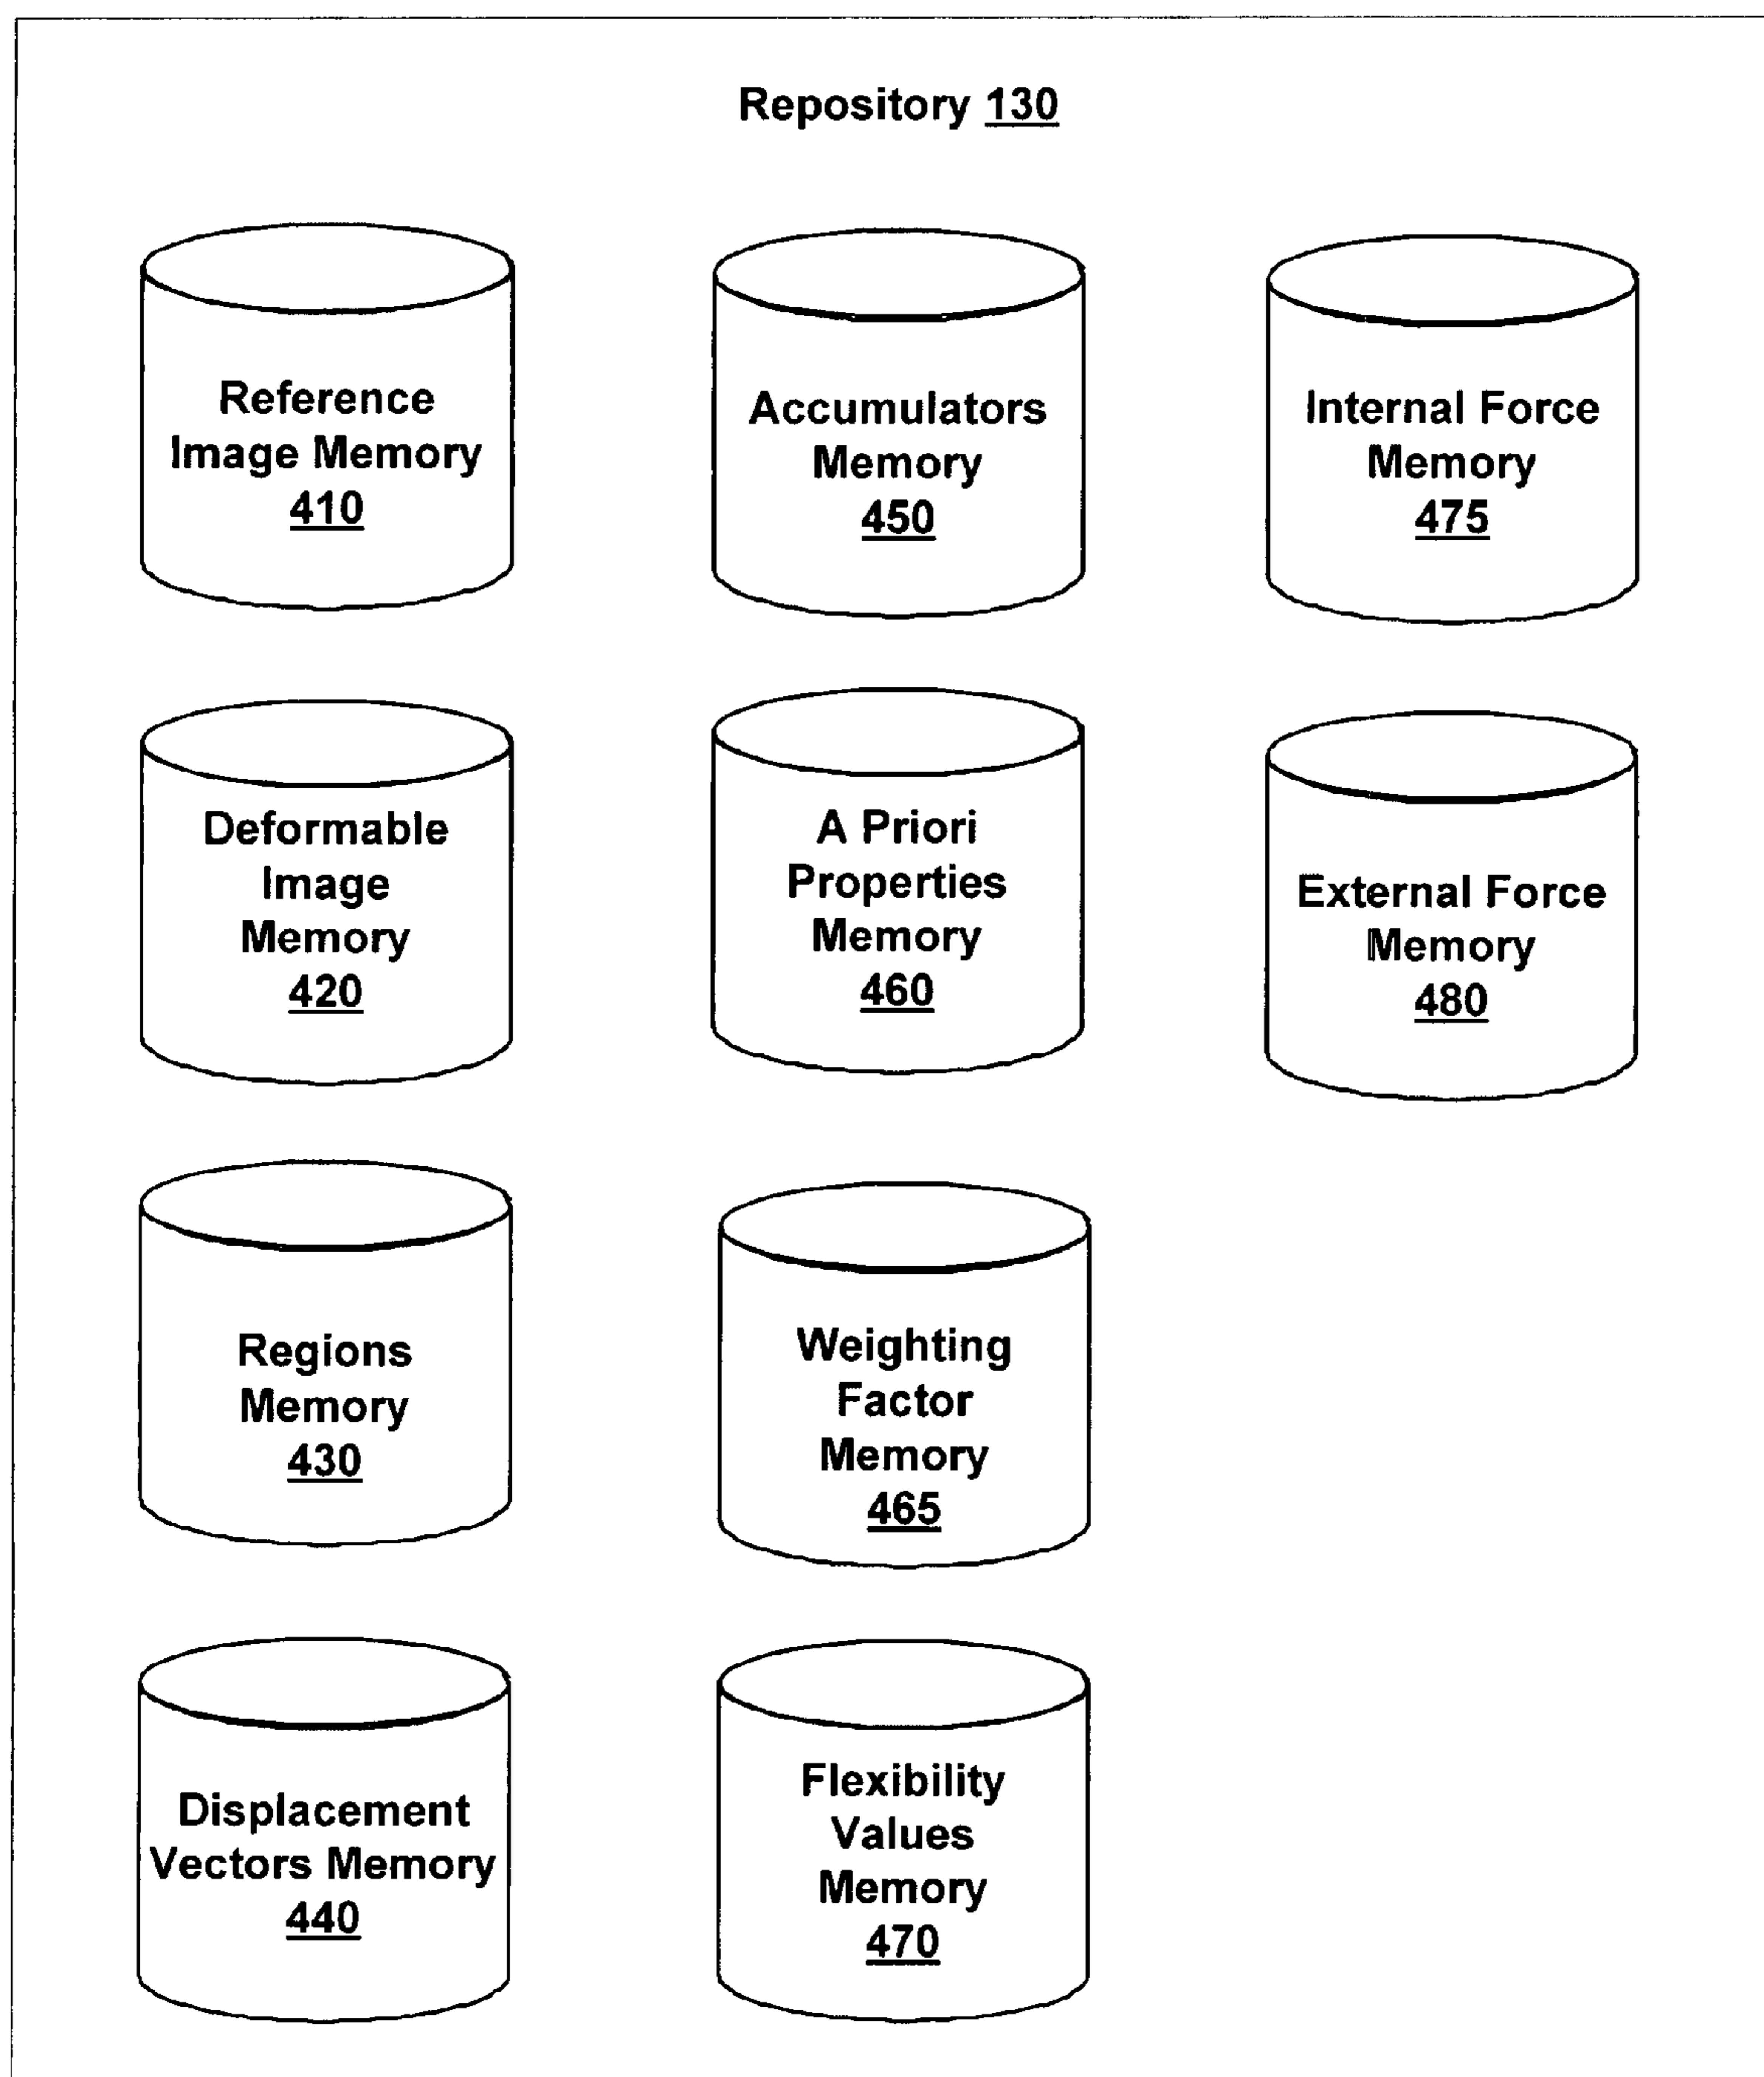 Repository 130
Reference
Image Memory
410
Accumulators
Memory
450
Internal Force
Memory
475
Deformable
Image
Memory
420
A Priori
Properties
Memory
460
External Force
Memory
480
Regions
Memory
430
Weighting
Factor
Memory
465
Displacement
Vectors Memory
440
Flexibility
Values
Memory
470